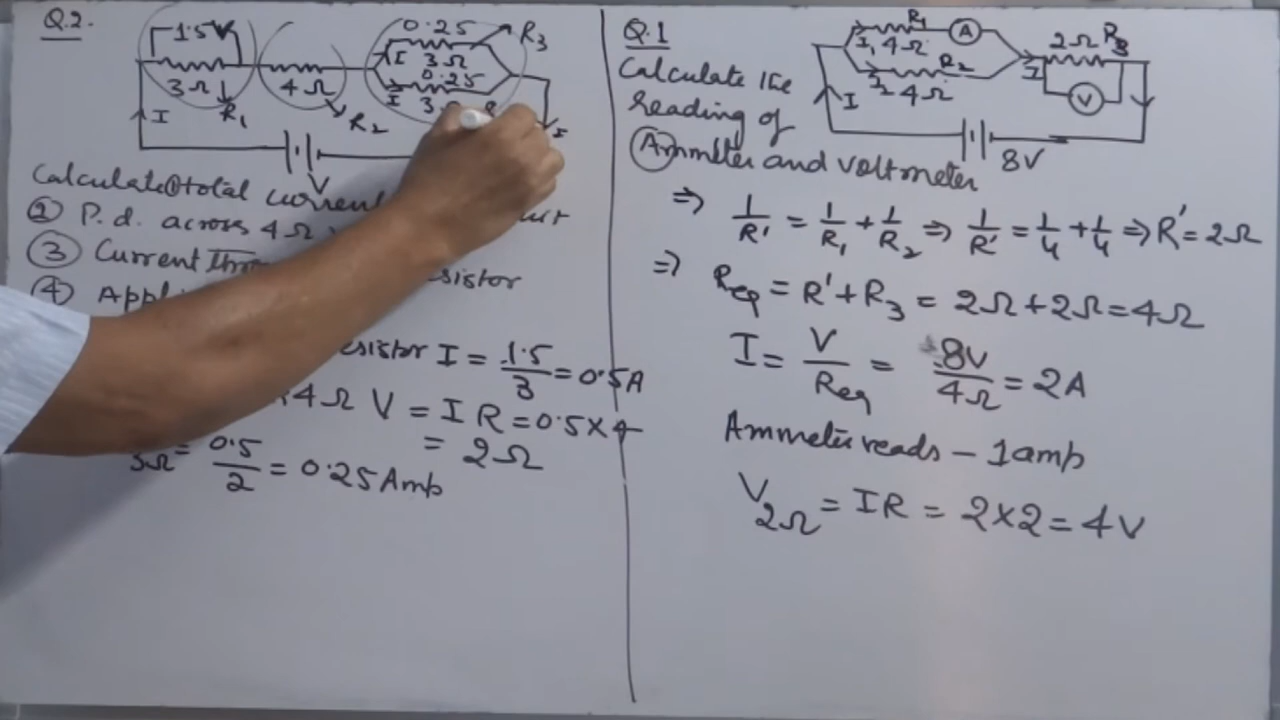 Q.2.
1.5V
3Ω
R1
4Ω
R2
0.25
R3
I
3Ω
0.25
I
3
I
I
V
Calculate ① total current
② P.d. across 4Ω
③ Current
sistor
④ Appl
esistor I = 1.5/3 = 0.5A
4Ω V = IR = 0.5×4
= 2Ω
3Ω = 0.5/2 = 0.25 Amp
Q.1
Calculate the
reading of
Ammeter and voltmeter
R1
A
I1 4Ω
R2
I2 4Ω
I
2Ω R3
V
I
8V
⇒ 1/R' = 1/R1 + 1/R2 ⇒ 1/R' = 1/4 + 1/4 ⇒ R' = 2Ω
⇒ Req = R' + R3 = 2Ω + 2Ω = 4Ω
I = V/Req = 8V/4Ω = 2A
Ammeter reads – 1 amp
V2Ω = IR = 2×2 = 4V